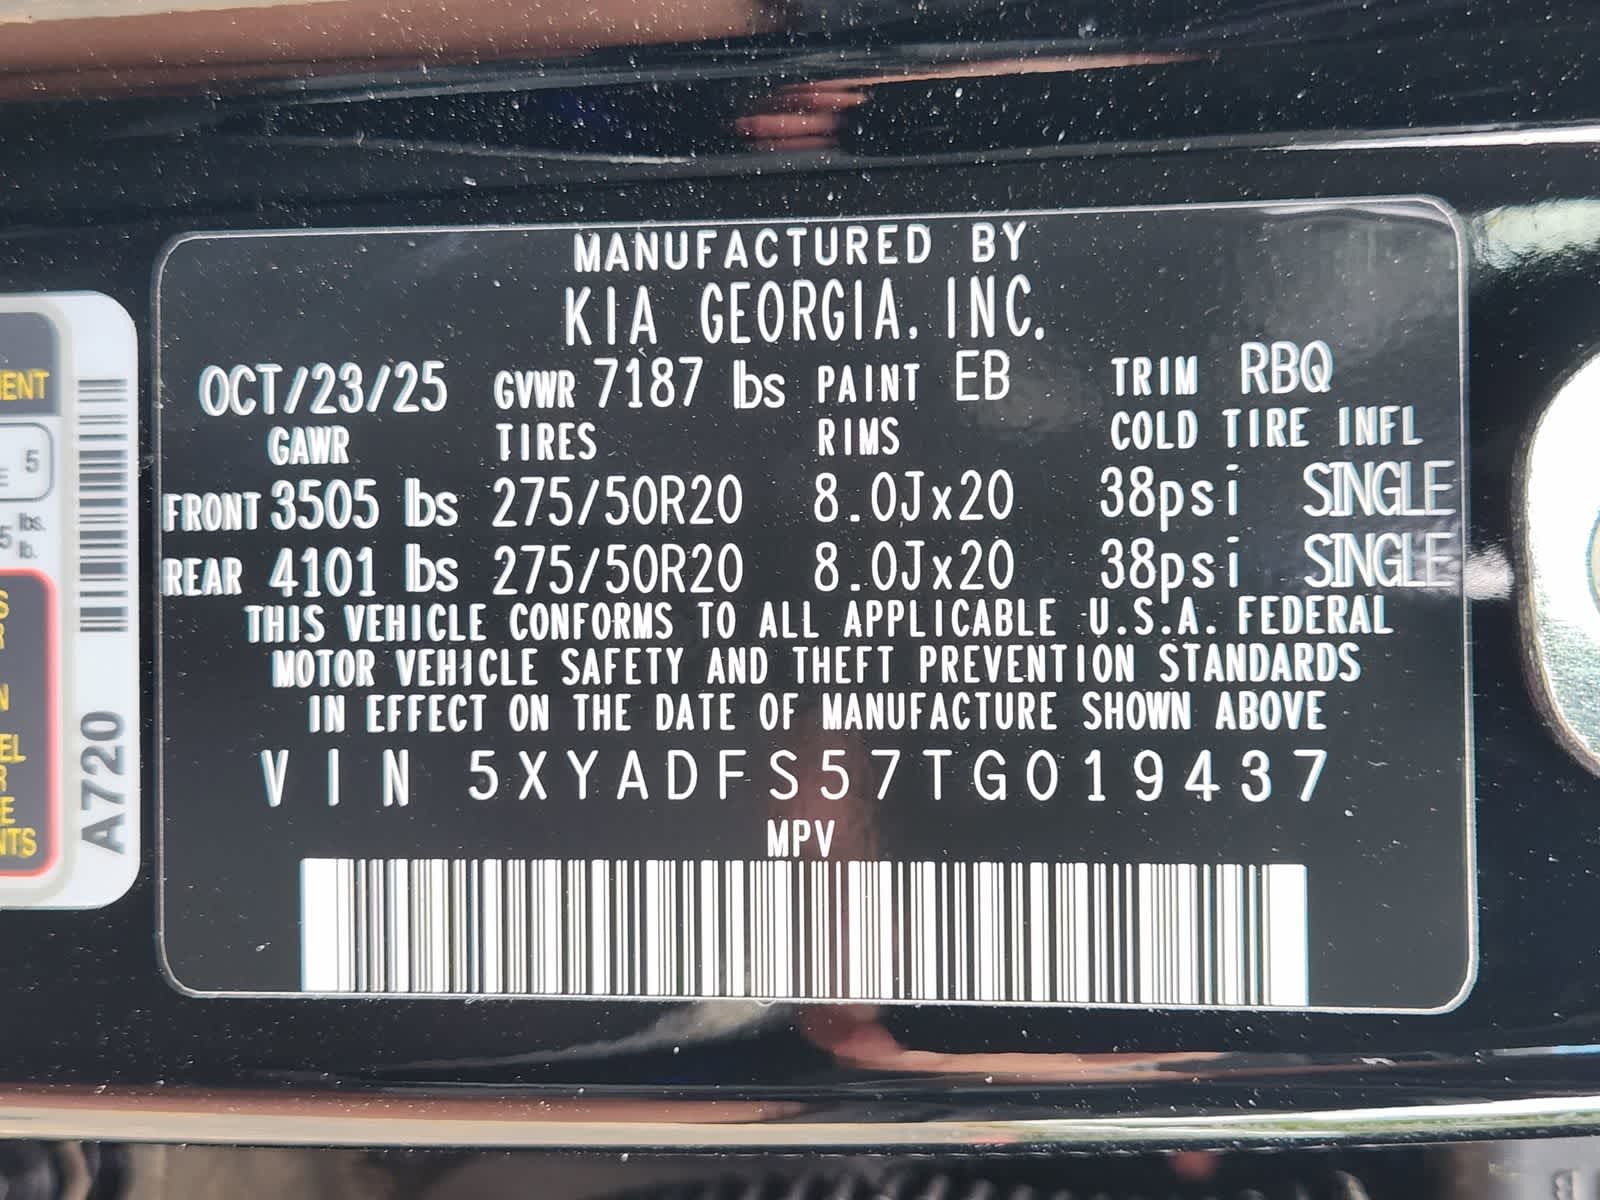 MANUFACTURED BY
KIA GEORGIA, INC.
OCT/23/25 GVWR 7187 lbs PAINT EB TRIM RBQ
GAWR TIRES RIMS COLD TIRE INFL
FRONT 3505 lbs 275/50R20 8.0Jx20 38psi SINGLE
REAR 4101 lbs 275/50R20 8.0Jx20 38psi SINGLE
THIS VEHICLE CONFORMS TO ALL APPLICABLE U.S.A. FEDERAL
MOTOR VEHICLE SAFETY AND THEFT PREVENTION STANDARDS
IN EFFECT ON THE DATE OF MANUFACTURE SHOWN ABOVE
VIN 5XYADFS57TG019437
MPV
5
lbs.
lb.
A720